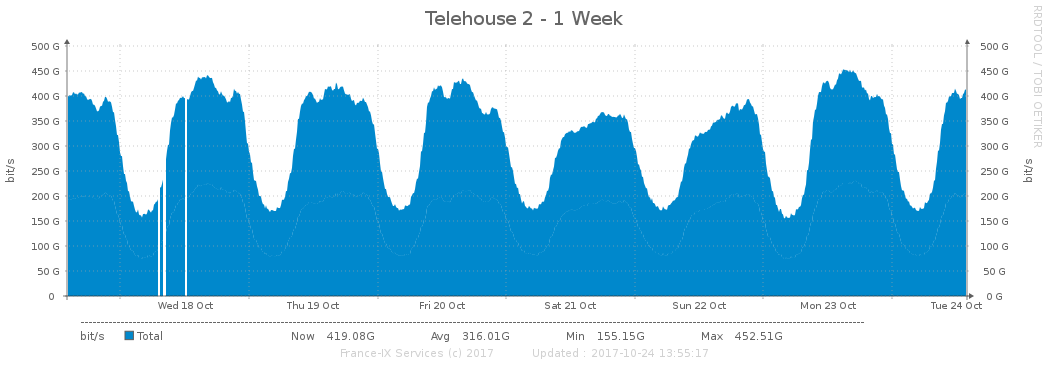 Telehouse 2 - 1 Week
RRDTOOL / TOBI OETIKER
500 G 500 G
450 G 450 G
400 G 400 G
350 G 350 G
300 G 300 G
250 G 250 G
200 G 200 G
150 G 150 G
100 G 100 G
50 G 50 G
0 0 G
bit/s bit/s
Wed 18 Oct Thu 19 Oct Fri 20 Oct Sat 21 Oct Sun 22 Oct Mon 23 Oct Tue 24 Oct
bit/s Total Now 419.08G Avg 316.01G Min 155.15G Max 452.51G
France-IX Services (c) 2017 Updated : 2017-10-24 13:55:17